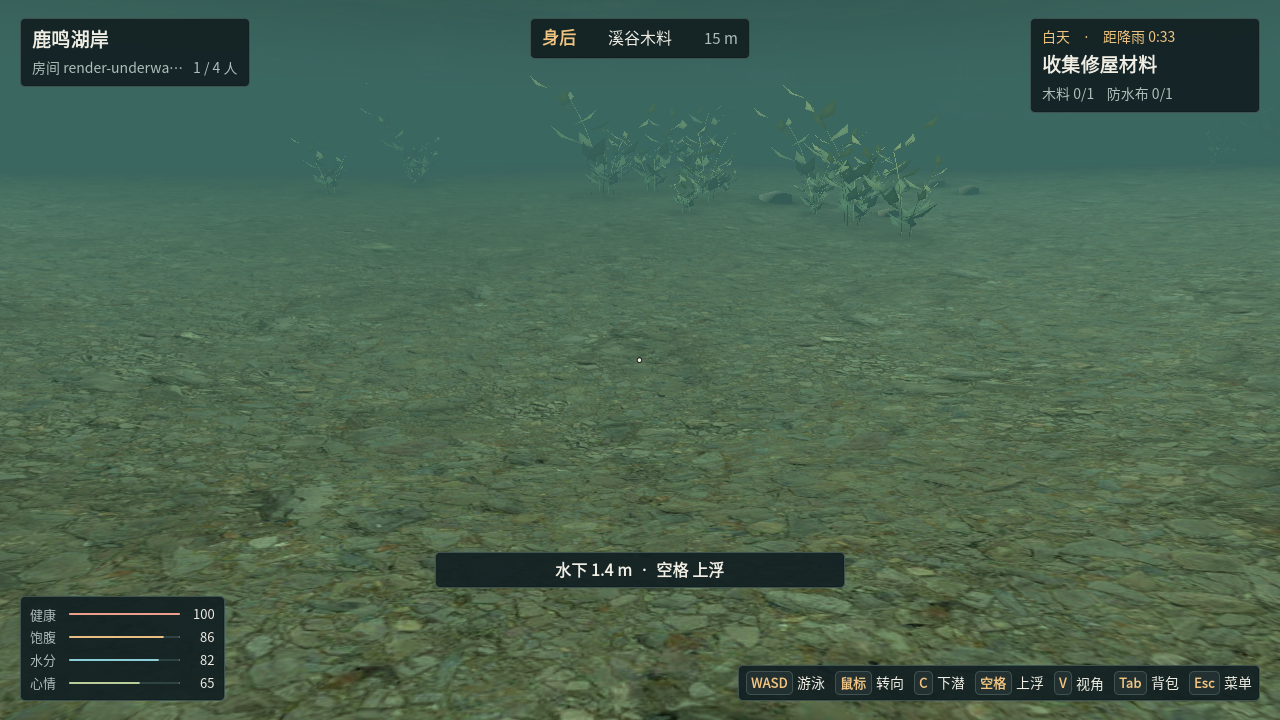 鹿鸣湖岸
房间 render-underwa··· 1 / 4 人
身后 溪谷木料 15 m
白天 · 距降雨 0:33
收集修屋材料
木料 0/1 防水布 0/1
水下 1.4 m · 空格 上浮
健康 100
饱腹 86
水分 82
心情 65
WASD 游泳 鼠标 转向 C 下潜 空格 上浮 V 视角 Tab 背包 Esc 菜单